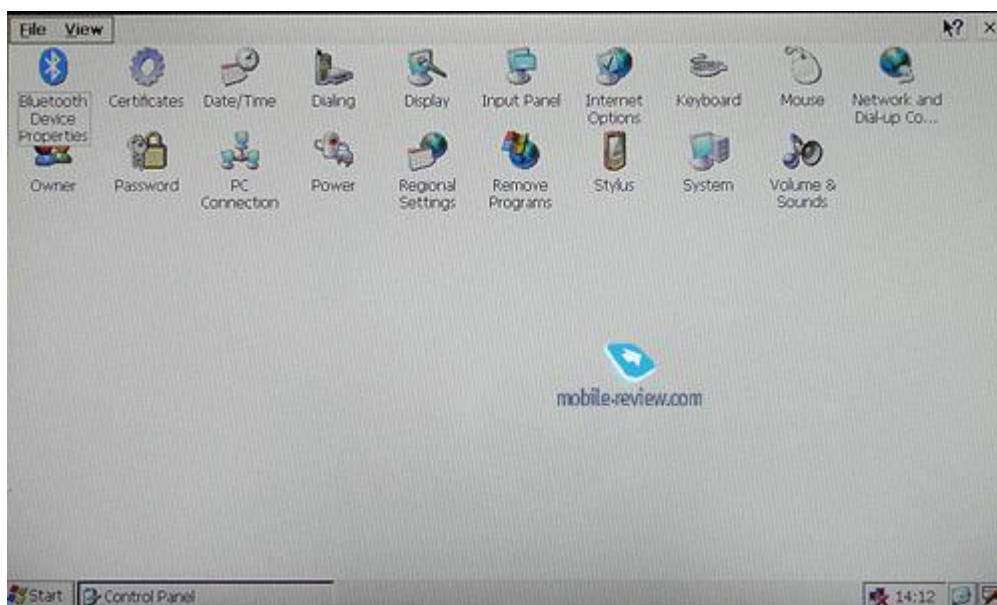 File View
?
Bluetooth Device Properties
Certificates
Date/Time
Dialing
Display
Input Panel
Internet Options
Keyboard
Mouse
Network and Dial-up Co...
Owner
Password
PC Connection
Power
Regional Settings
Remove Programs
Stylus
System
Volume & Sounds
mobile-review.com
Start Control Panel 14:12